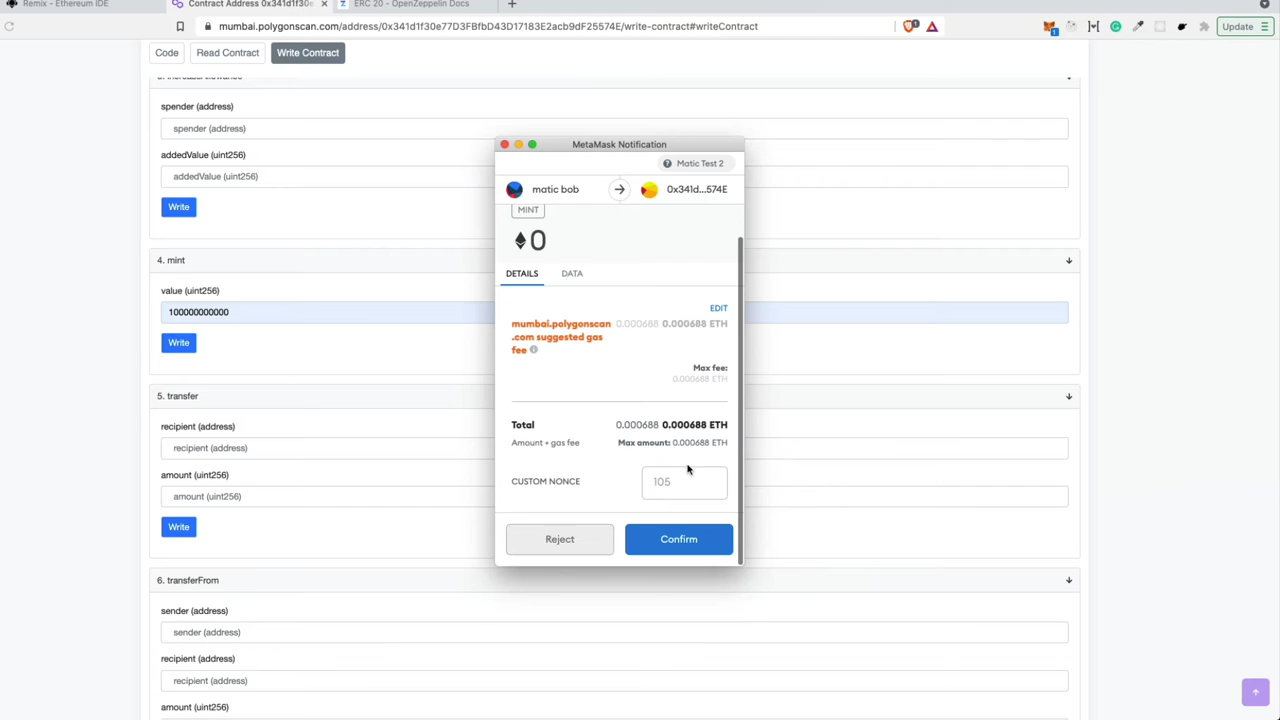 Remix - Ethereum IDE
Contract Address 0x341d1f30e
ERC 20 - OpenZeppelin Docs
mumbai.polygonscan.com/address/0x341d1f30e77D3FBfbD43D17183E2acb9dF25574E/write-contract#writeContract
1
1
Update
Code
Read Contract
Write Contract
3. increaseAllowance
spender (address)
spender (address)
addedValue (uint256)
addedValue (uint256)
Write
4. mint
value (uint256)
100000000000
Write
5. transfer
recipient (address)
recipient (address)
amount (uint256)
amount (uint256)
Write
6. transferFrom
sender (address)
sender (address)
recipient (address)
recipient (address)
amount (uint256)
MetaMask Notification
Matic Test 2
matic bob
0x341d...574E
MINT
0
DETAILS
DATA
EDIT
mumbai.polygonscan
.com suggested gas
fee
0.000688 0.000688 ETH
Max fee:
0.000688 ETH
Total
0.000688 0.000688 ETH
Amount + gas fee
Max amount: 0.000688 ETH
CUSTOM NONCE
105
Reject
Confirm